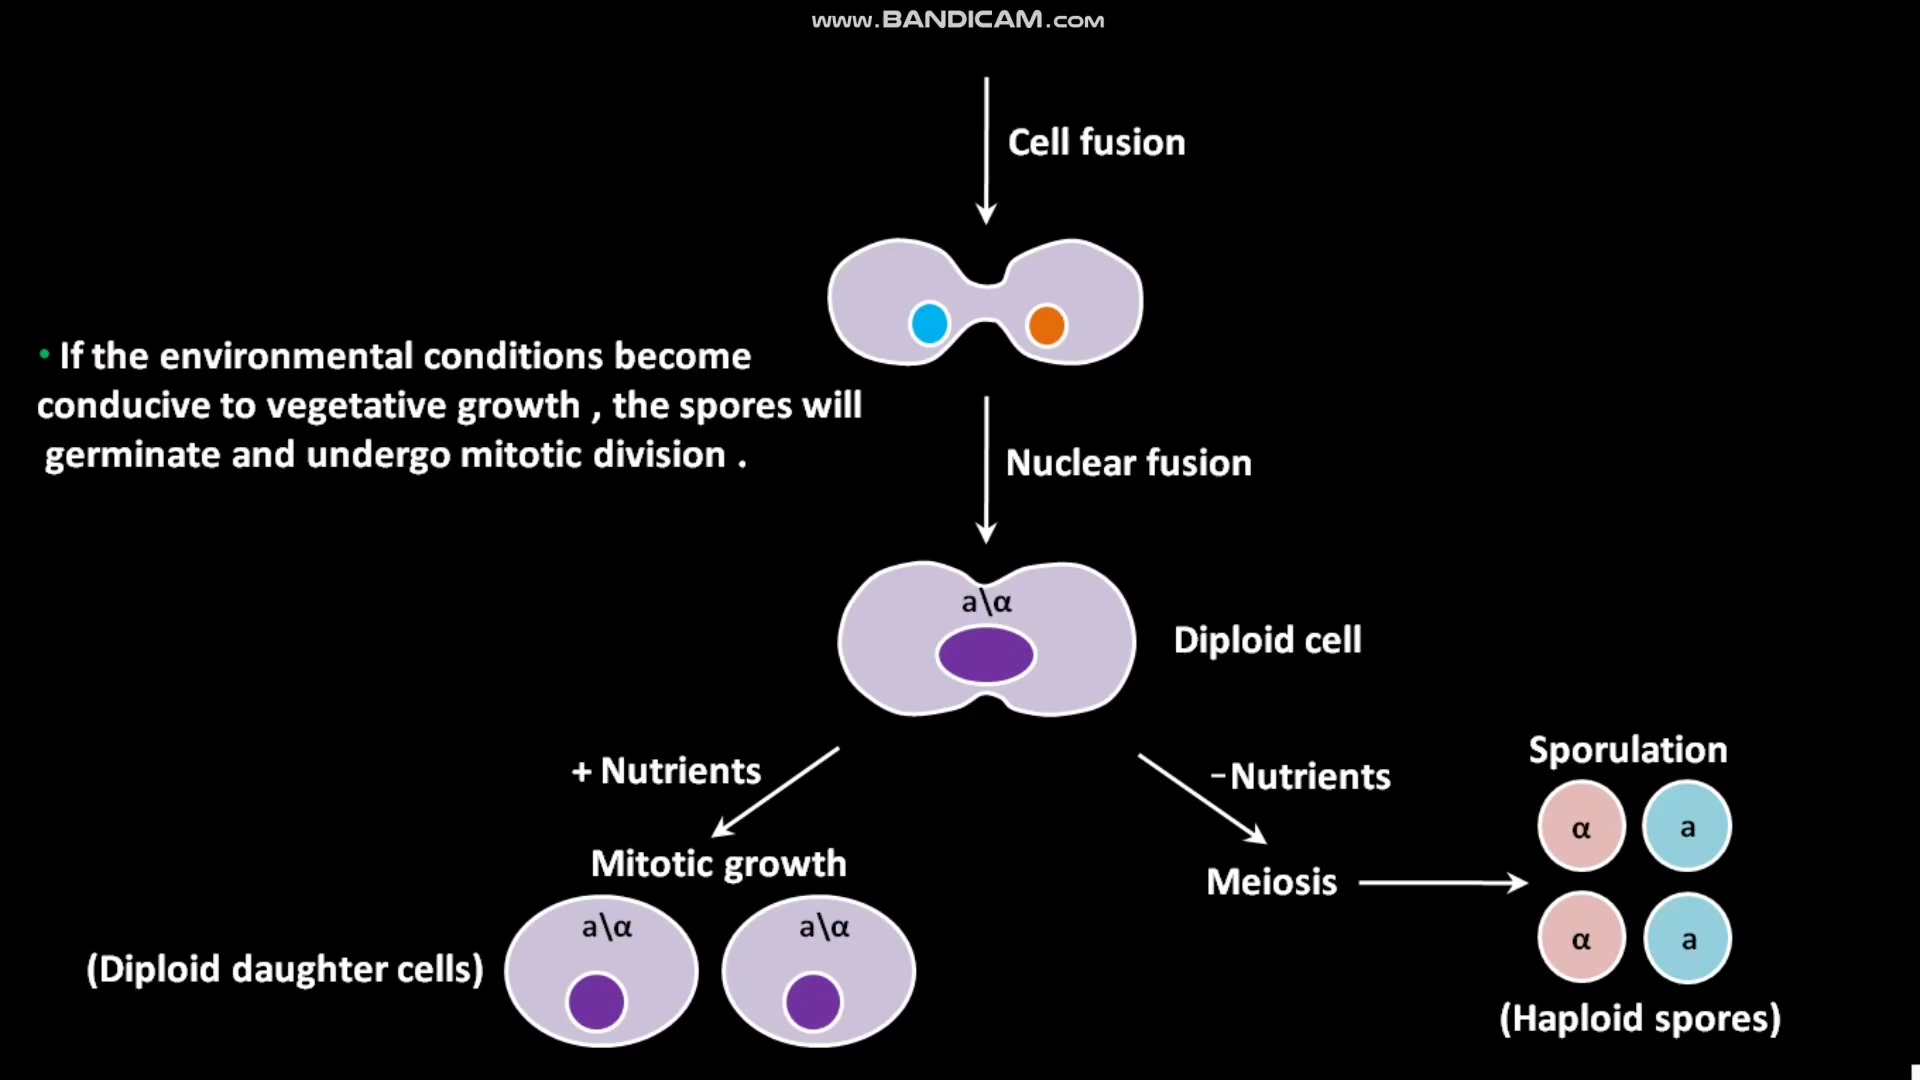 www.BANDICAM.com
Cell fusion
• If the environmental conditions become
conducive to vegetative growth , the spores will
germinate and undergo mitotic division .
Nuclear fusion
a\α
Diploid cell
+ Nutrients
–Nutrients
Sporulation
α
a
Mitotic growth
Meiosis
a\α
a\α
(Diploid daughter cells)
α
a
(Haploid spores)